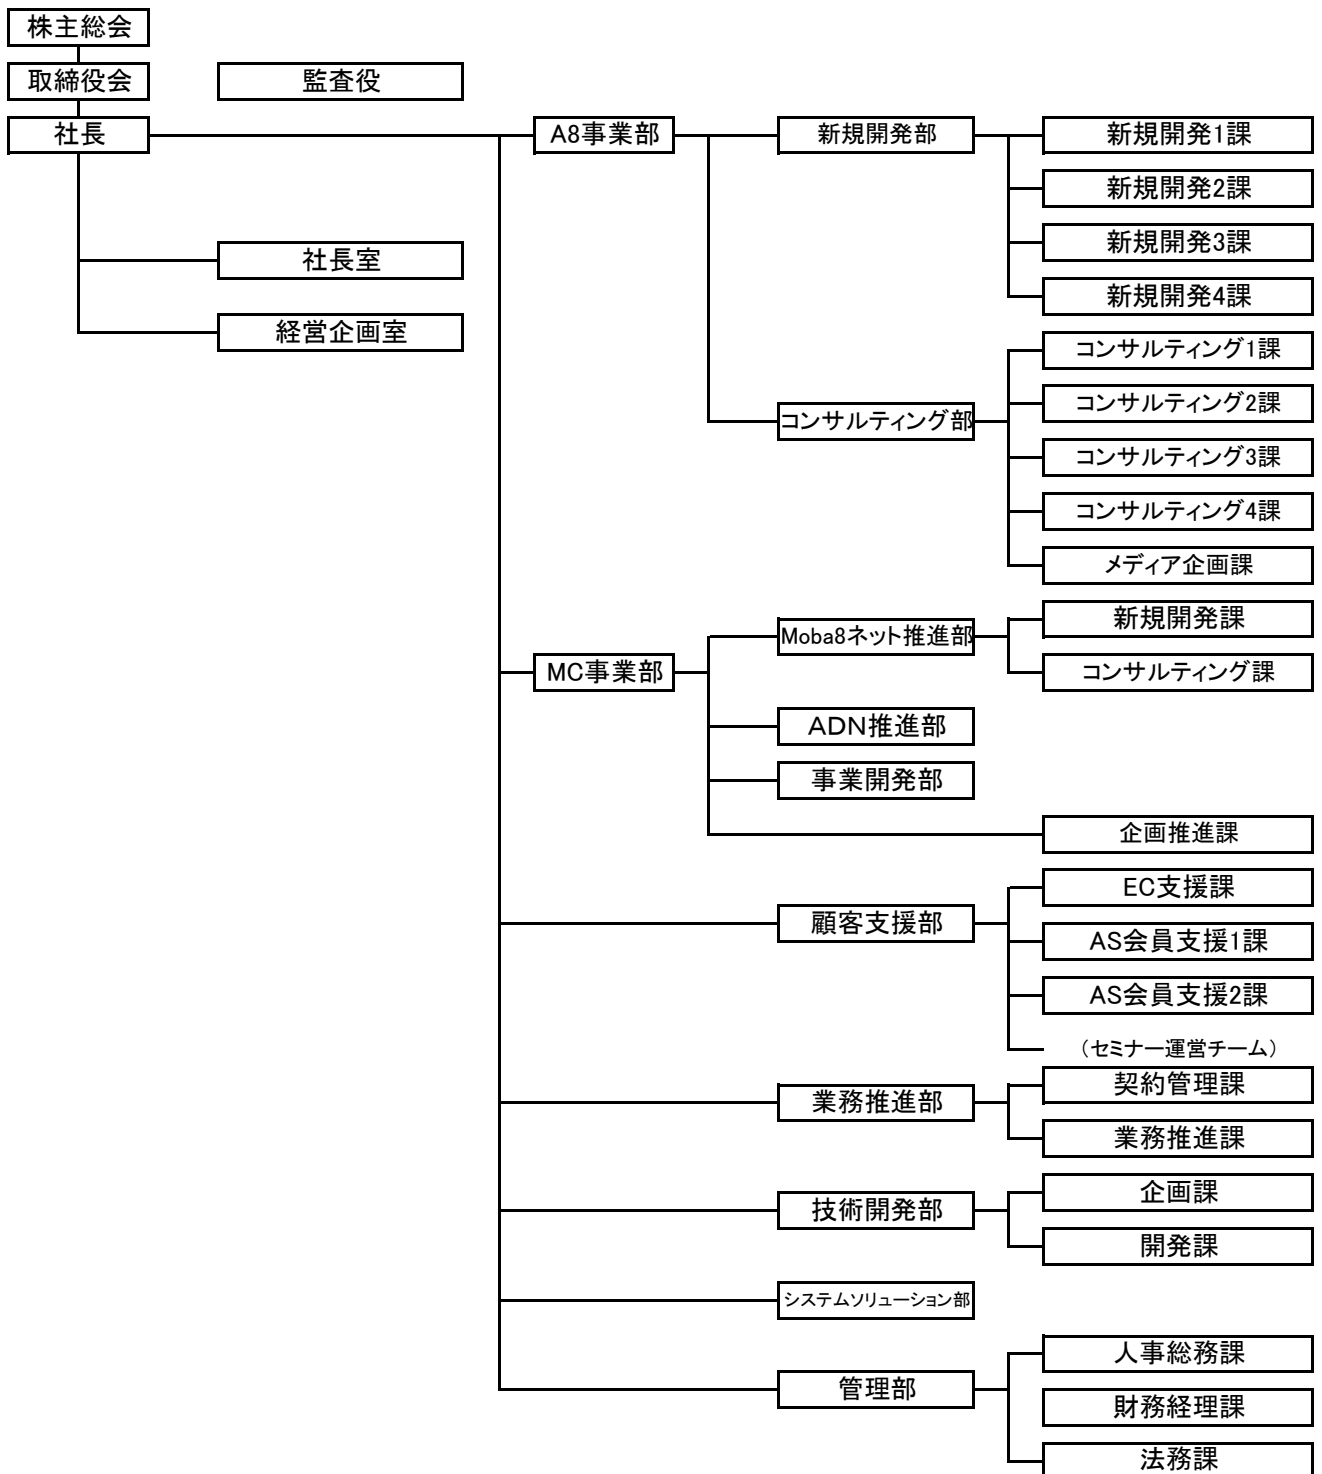 株主総会
取締役会 監査役
社長 A8事業部 新規開発部 新規開発1課
新規開発2課
社長室 新規開発3課
経営企画室 新規開発4課
コンサルティング1課
コンサルティング部 コンサルティング2課
コンサルティング3課
コンサルティング4課
メディア企画課
Moba8ネット推進部 新規開発課
MC事業部 コンサルティング課
ADN推進部
事業開発部
企画推進課
EC支援課
顧客支援部 AS会員支援1課
AS会員支援2課
(セミナー運営チーム)
業務推進部 契約管理課
業務推進課
技術開発部 企画課
開発課
システムソリューション部
管理部 人事総務課
財務経理課
法務課